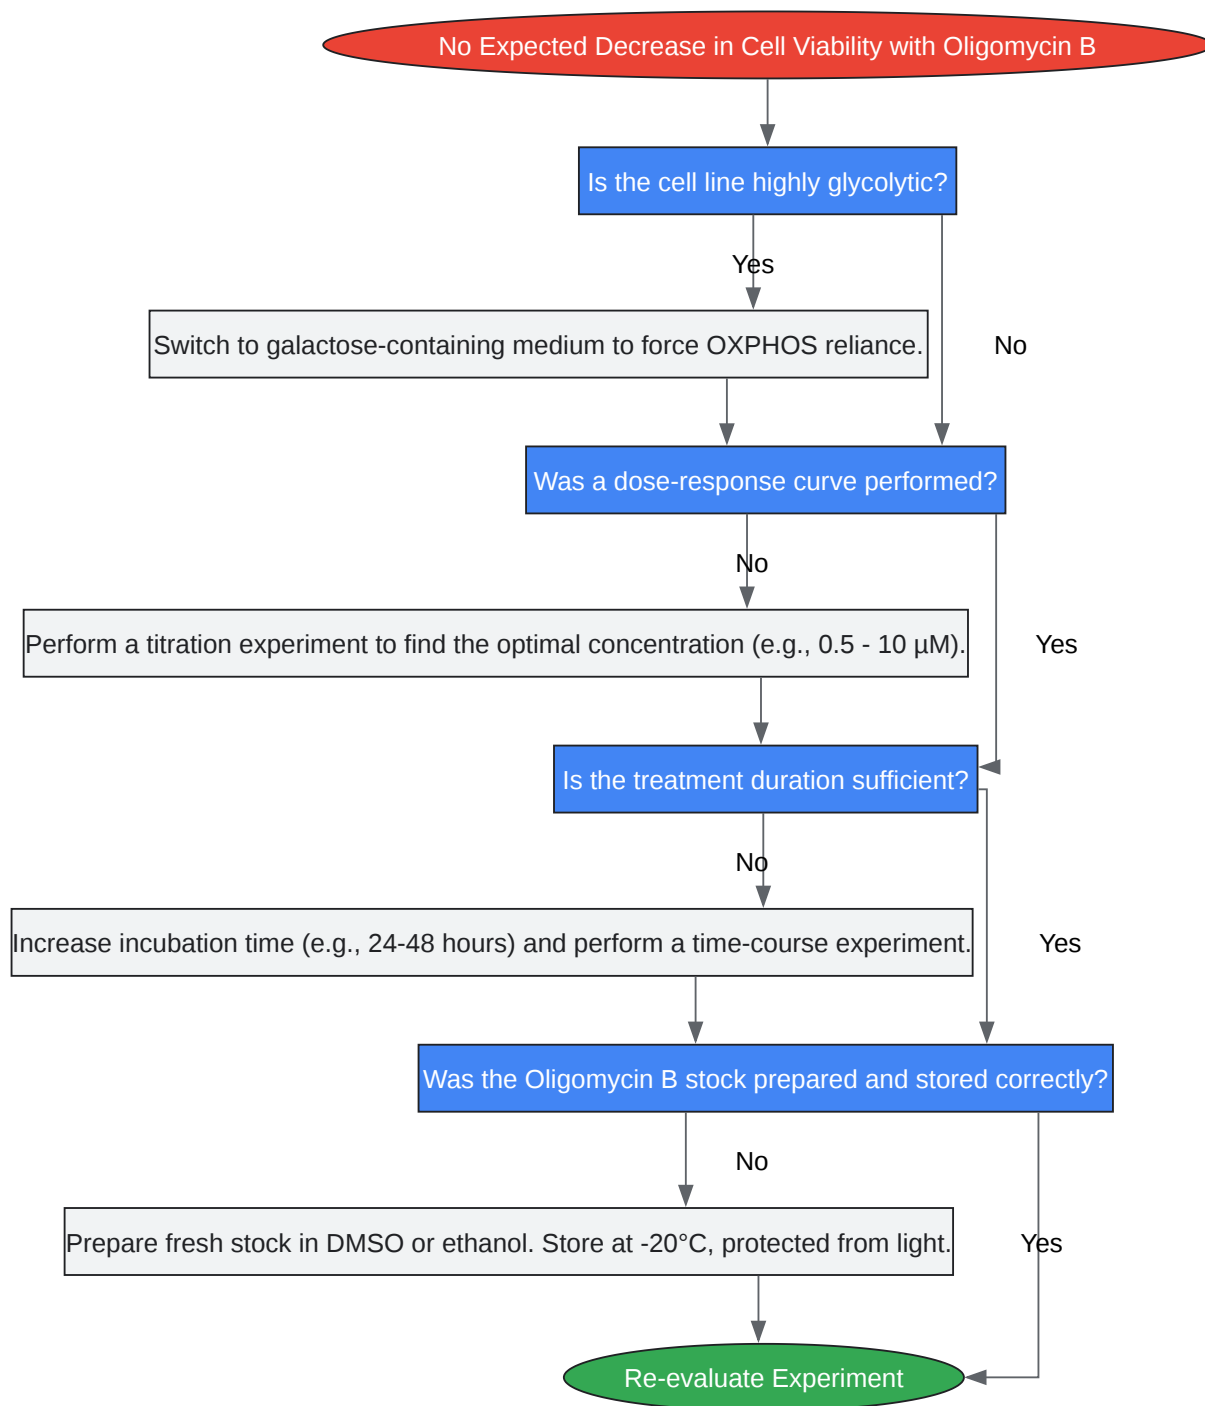 No Expected Decrease in Cell Viability with Oligomycin B
Is the cell line highly glycolytic?
Yes
Switch to galactose-containing medium to force OXPHOS reliance.
No
Was a dose-response curve performed?
No
Perform a titration experiment to find the optimal concentration (e.g., 0.5 - 10 µM).
Yes
Is the treatment duration sufficient?
No
Increase incubation time (e.g., 24-48 hours) and perform a time-course experiment.
Yes
Was the Oligomycin B stock prepared and stored correctly?
No
Prepare fresh stock in DMSO or ethanol. Store at -20°C, protected from light.
Yes
Re-evaluate Experiment